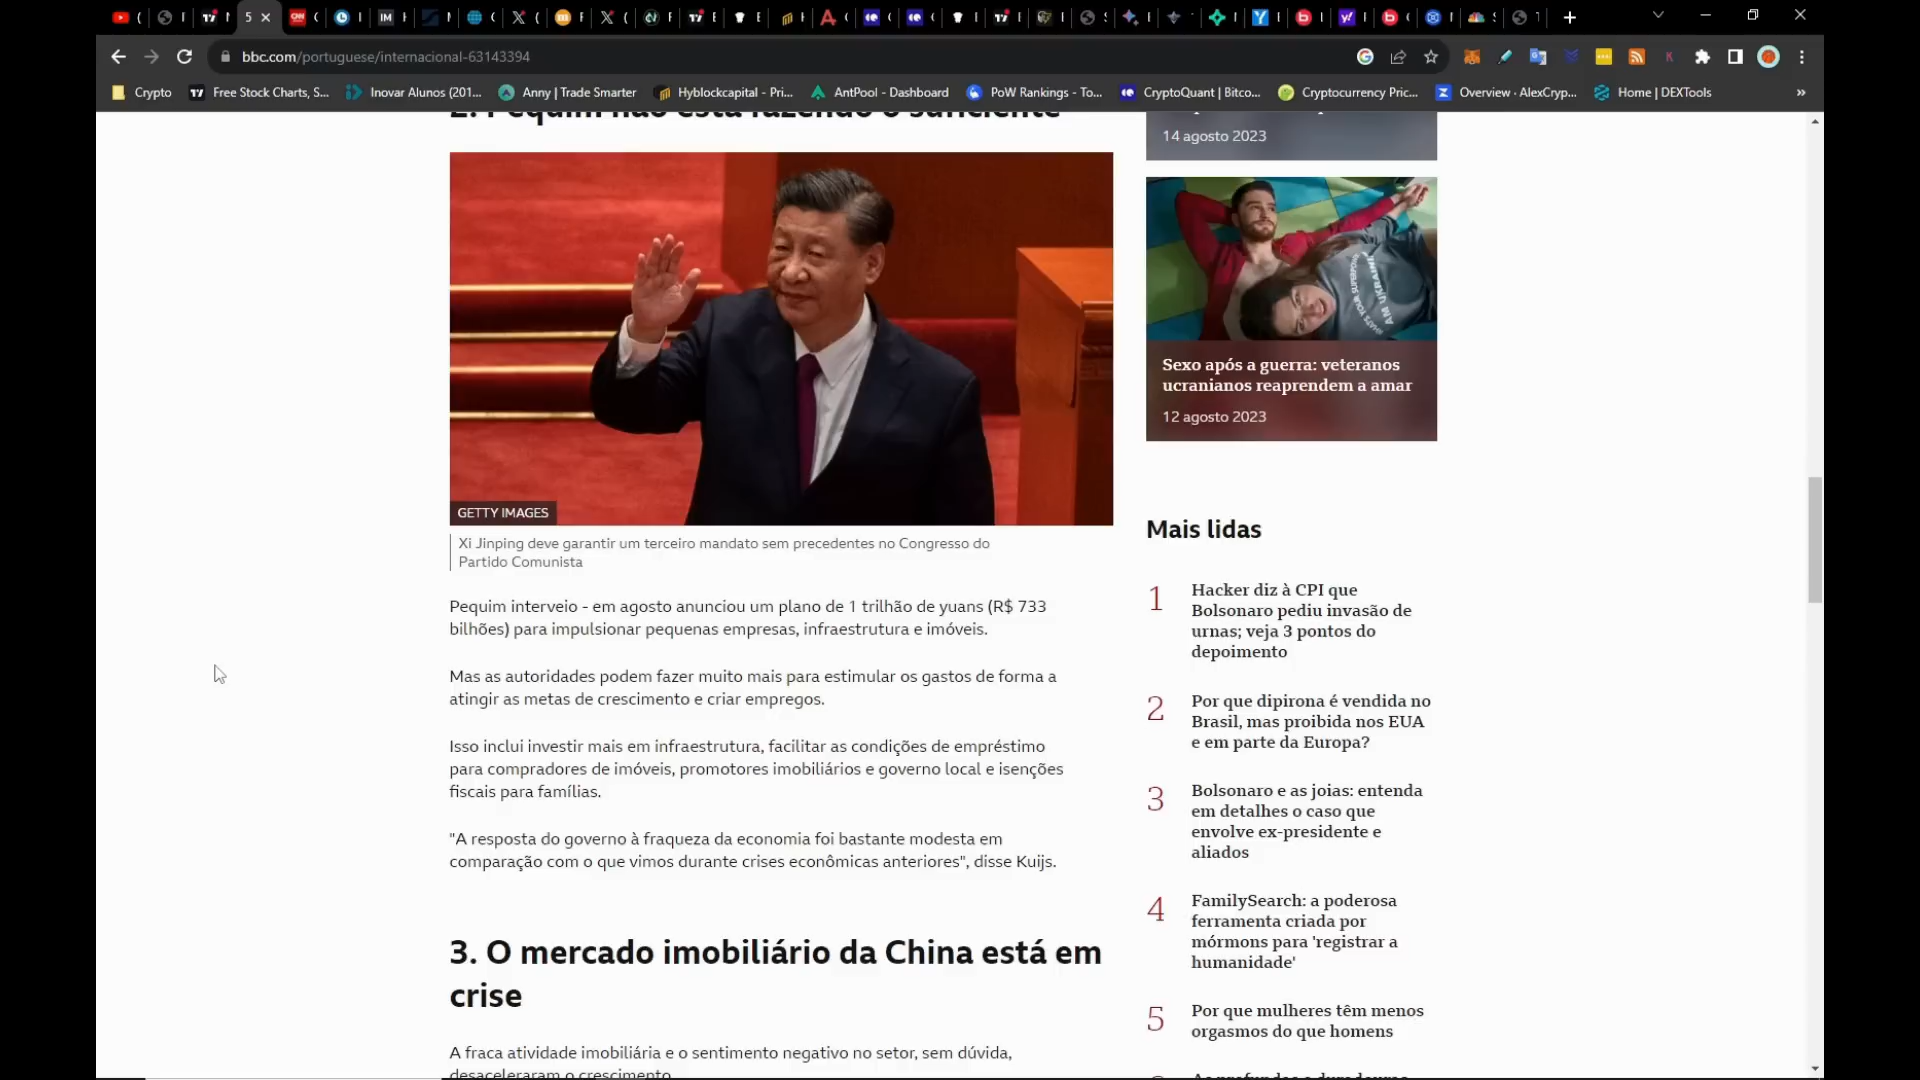 5
bbc.com/portuguese/internacional-63143394
Crypto
Free Stock Charts, S...
Inovar Alunos (201...
Anny | Trade Smarter
Hyblockcapital - Pri...
AntPool - Dashboard
PoW Rankings - To...
CryptoQuant | Bitco...
Cryptocurrency Pric...
Overview · AlexCryp...
Home | DEXTools
»
2. Pequim não está fazendo o suficiente
GETTY IMAGES
Xi Jinping deve garantir um terceiro mandato sem precedentes no Congresso do
Partido Comunista
Pequim interveio - em agosto anunciou um plano de 1 trilhão de yuans (R$ 733
bilhões) para impulsionar pequenas empresas, infraestrutura e imóveis.
Mas as autoridades podem fazer muito mais para estimular os gastos de forma a
atingir as metas de crescimento e criar empregos.
Isso inclui investir mais em infraestrutura, facilitar as condições de empréstimo
para compradores de imóveis, promotores imobiliários e governo local e isenções
fiscais para famílias.
"A resposta do governo à fraqueza da economia foi bastante modesta em
comparação com o que vimos durante crises econômicas anteriores", disse Kuijs.
3. O mercado imobiliário da China está em
crise
A fraca atividade imobiliária e o sentimento negativo no setor, sem dúvida,
desaceleraram o crescimento
14 agosto 2023
Sexo após a guerra: veteranos
ucranianos reaprendem a amar
12 agosto 2023
Mais lidas
1
Hacker diz à CPI que
Bolsonaro pediu invasão de
urnas; veja 3 pontos do
depoimento
2
Por que dipirona é vendida no
Brasil, mas proibida nos EUA
e em parte da Europa?
3
Bolsonaro e as joias: entenda
em detalhes o caso que
envolve ex-presidente e
aliados
4
FamilySearch: a poderosa
ferramenta criada por
mórmons para 'registrar a
humanidade'
5
Por que mulheres têm menos
orgasmos do que homens